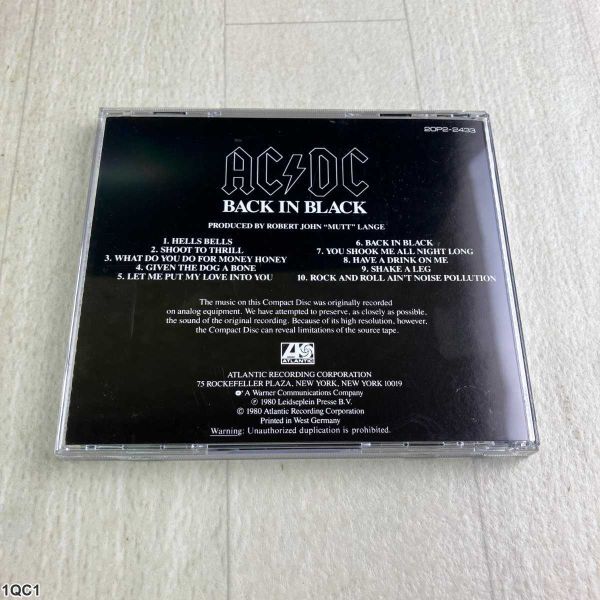 20P2-2433
AC DC
BACK IN BLACK
PRODUCED BY ROBERT JOHN "MUTT" LANGE
1. HELLS BELLS
2. SHOOT TO THRILL
3. WHAT DO YOU DO FOR MONEY HONEY
4. GIVEN THE DOG A BONE
5. LET ME PUT MY LOVE INTO YOU
6. BACK IN BLACK
7. YOU SHOOK ME ALL NIGHT LONG
8. HAVE A DRINK ON ME
9. SHAKE A LEG
10. ROCK AND ROLL AIN'T NOISE POLLUTION
The music on this Compact Disc was originally recorded
on analog equipment. We have attempted to preserve, as closely as possible,
the sound of the original recording. Because of its high resolution, however,
the Compact Disc can reveal limitations of the source tape.
ATLANTIC
ATLANTIC RECORDING CORPORATION
75 ROCKEFELLER PLAZA, NEW YORK, NEW YORK 10019
A Warner Communications Company
℗ 1980 Leidseplein Presse B.V.
© 1980 Atlantic Recording Corporation
Printed in West Germany
Warning: Unauthorized duplication is prohibited.
1QC1